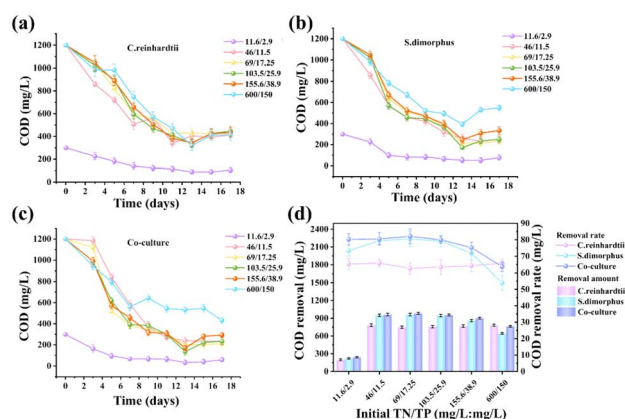 (a)
C.reinhardtii
11.6/2.9
46/11.5
69/17.25
103.5/25.9
155.6/38.9
600/150
COD (mg/L)
1200
1000
800
600
400
200
0
0 2 4 6 8 10 12 14 16 18
Time (days)
(b)
S.dimorphus
11.6/2.9
46/11.5
69/17.25
103.5/25.9
155.6/38.9
600/150
COD (mg/L)
1200
1000
800
600
400
200
0
0 2 4 6 8 10 12 14 16 18
Time (days)
(c)
Co-culture
11.6/2.9
46/11.5
69/17.25
103.5/25.9
155.6/38.9
600/150
COD (mg/L)
1200
1000
800
600
400
200
0
0 2 4 6 8 10 12 14 16 18
Time (days)
(d)
COD removal (mg/L)
2400
2100
1800
1500
1200
900
600
300
0
90
80
70
60
50
40
30
20
10
0
COD removal rate (mg/L)
11.6/2.9 46/11.5 69/17.25 103.5/25.9 155.6/38.9 600/150
Initial TN/TP (mg/L:mg/L)
Removal rate
C.reinhardtii
S.dimorphus
Co-culture
Removal amount
C.reinhardtii
S.dimorphus
Co-culture